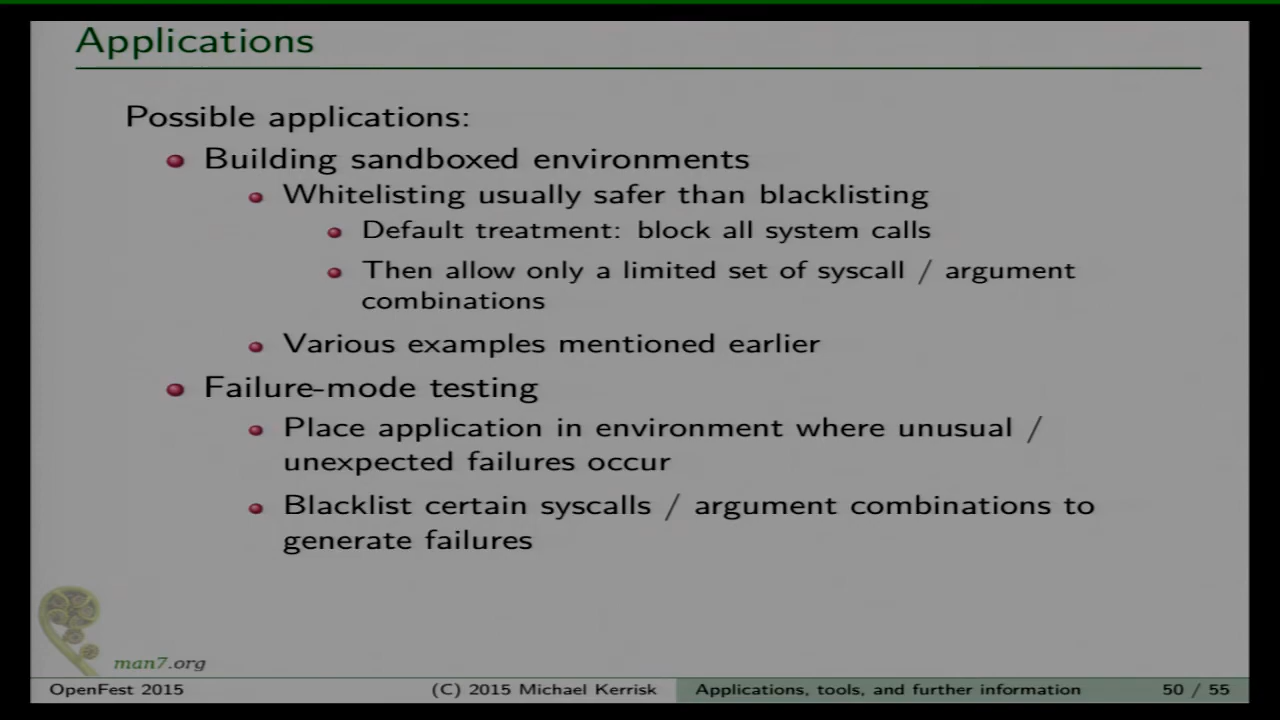 Applications
Possible applications:
Building sandboxed environments
Whitelisting usually safer than blacklisting
Default treatment: block all system calls
Then allow only a limited set of syscall / argument
combinations
Various examples mentioned earlier
Failure-mode testing
Place application in environment where unusual /
unexpected failures occur
Blacklist certain syscalls / argument combinations to
generate failures
man7.org
OpenFest 2015 (C) 2015 Michael Kerrisk Applications, tools, and further information 50 / 55